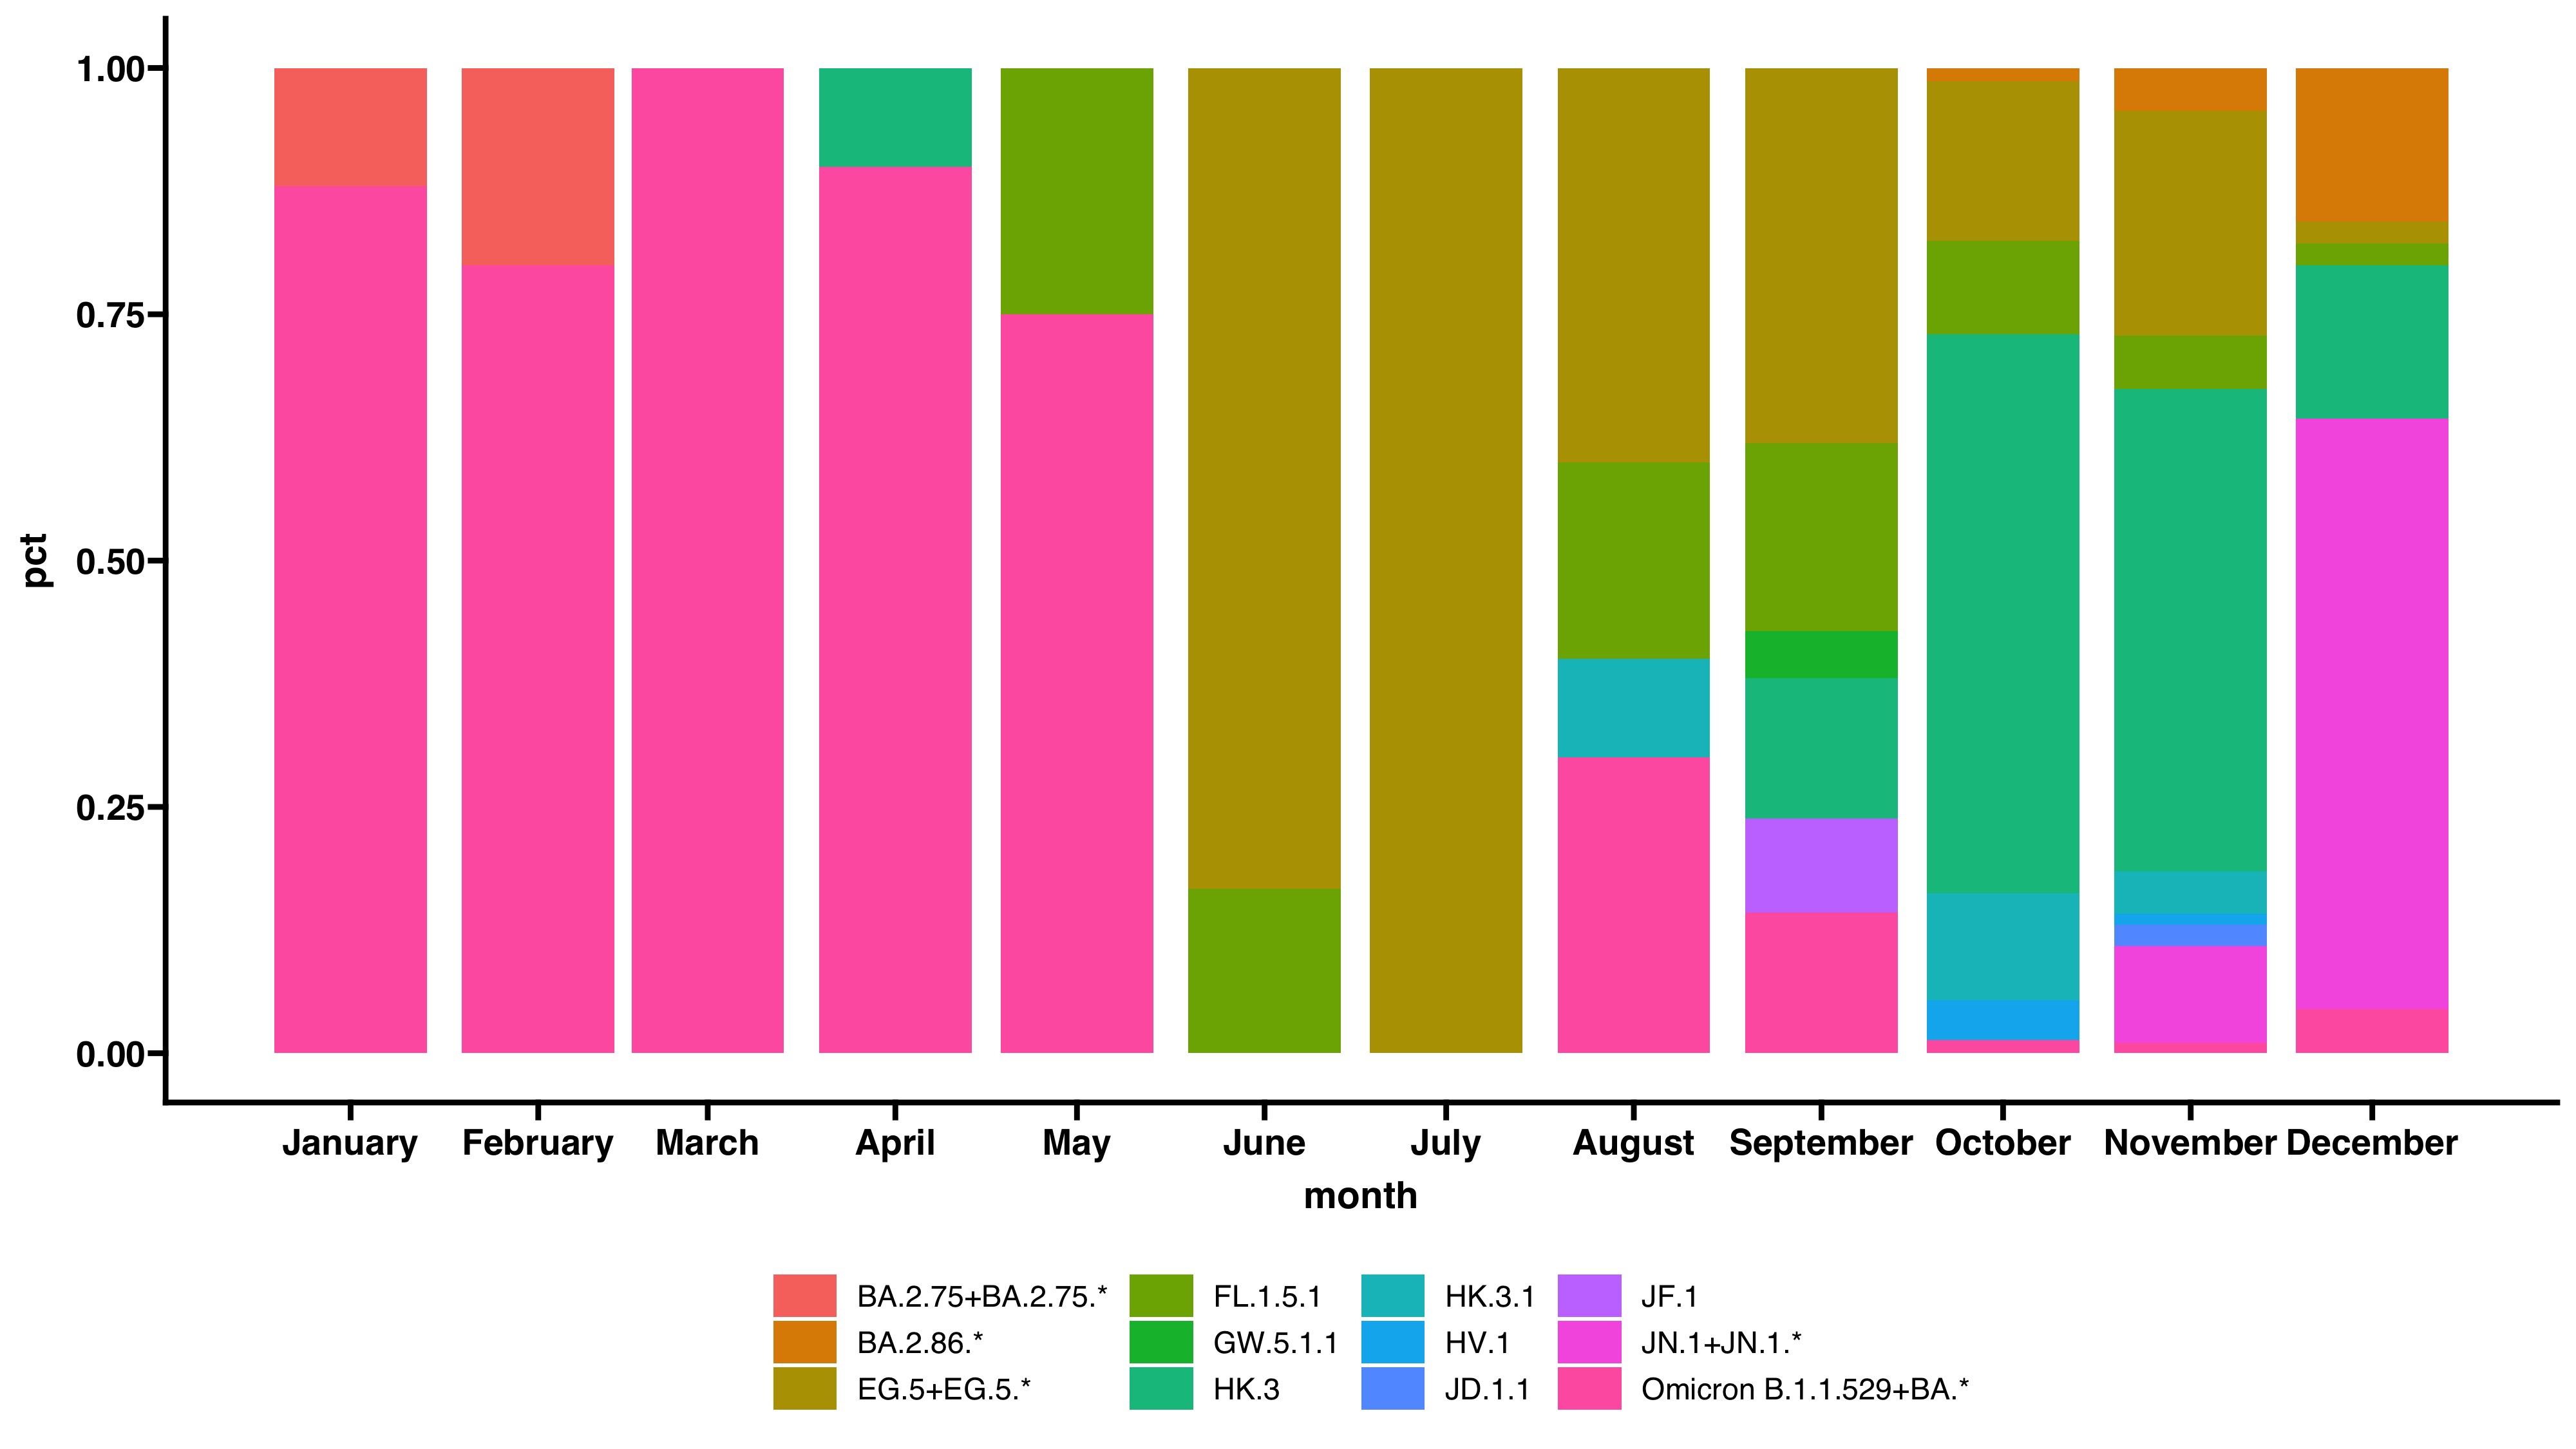 1.00
0.75
0.50
0.25
0.00
pct
January February March April May June July August September October November December
month
BA.2.75+BA.2.75.* FL.1.5.1 HK.3.1 JF.1
BA.2.86.* GW.5.1.1 HV.1 JN.1+JN.1.*
EG.5+EG.5.* HK.3 JD.1.1 Omicron B.1.1.529+BA.*